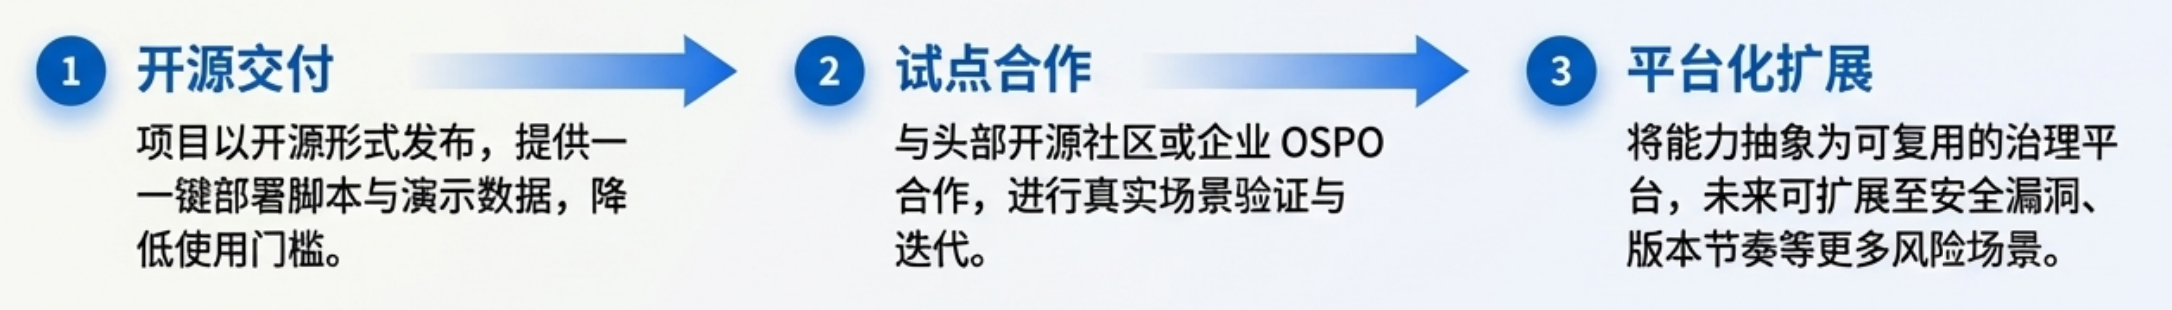 1 开源交付
项目以开源形式发布，提供一
一键部署脚本与演示数据，降
低使用门槛。
2 试点合作
与头部开源社区或企业 OSPO
合作，进行真实场景验证与
迭代。
3 平台化扩展
将能力抽象为可复用的治理平
台，未来可扩展至安全漏洞、
版本节奏等更多风险场景。